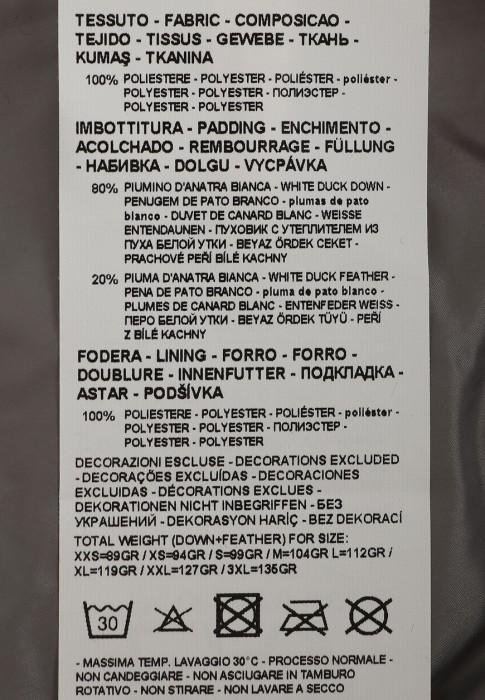 TESSUTO - FABRIC - COMPOSICAO -
TEJIDO - TISSUS - GEWEBE - ТКАНЬ -
KUMAŞ - TKANINA
100% POLIESTERE - POLYESTER - POLIÉSTER - poliéster -
POLYESTER - POLYESTER - ПОЛИЭСТЕР -
POLYESTER - POLYESTER
IMBOTTITURA - PADDING - ENCHIMENTO -
ACOLCHADO - REMBOURRAGE - FÜLLUNG
- НАБИВКА - DOLGU - VYCPÁVKA
80% PIUMINO D'ANATRA BIANCA - WHITE DUCK DOWN -
PENUGEM DE PATO BRANCO - plumas de pato
blanco - DUVET DE CANARD BLANC - WEISSE
ENTENDAUNEN - ПУХОВИК С УТЕПЛИТЕЛЕМ ИЗ
ПУХА БЕЛОЙ УТКИ - BEYAZ ÖRDEK CEKET -
PRACHOVÉ PEŘÍ BÍLÉ KACHNY
20% PIUMA D'ANATRA BIANCA - WHITE DUCK FEATHER -
PENA DE PATO BRANCO - pluma de pato blanco -
PLUMES DE CANARD BLANC - ENTENFEDER WEISS -
ПЕРО БЕЛОЙ УТКИ - BEYAZ ÖRDEK TÜYÜ - PEŘÍ
Z BÍLÉ KACHNY
FODERA - LINING - FORRO - FORRO -
DOUBLURE - INNENFUTTER - ПОДКЛАДКА -
ASTAR - PODŠÍVKA
100% POLIESTERE - POLYESTER - POLIÉSTER - poliéster -
POLYESTER - POLYESTER - ПОЛИЭСТЕР -
POLYESTER - POLYESTER
DECORAZIONI ESCLUSE - DECORATIONS EXCLUDED
- DECORAÇÕES EXCLUÍDAS - DECORACIONES
EXCLUIDAS - DÉCORATIONS EXCLUES -
DEKORATIONEN NICHT INBEGRIFFEN - БЕЗ
УКРАШЕНИЙ - DEKORASYON HARİÇ - BEZ DEKORACÍ
TOTAL WEIGHT (DOWN+FEATHER) FOR SIZE:
XXS=89GR / XS=94GR / S=99GR / M=104GR L=112GR /
XL=119GR / XXL=127GR / 3XL=135GR
30
- MASSIMA TEMP. LAVAGGIO 30°C - PROCESSO NORMALE -
NON CANDEGGIARE - NON ASCIUGARE IN TAMBURO
ROTATIVO - NON STIRARE - NON LAVARE A SECCO